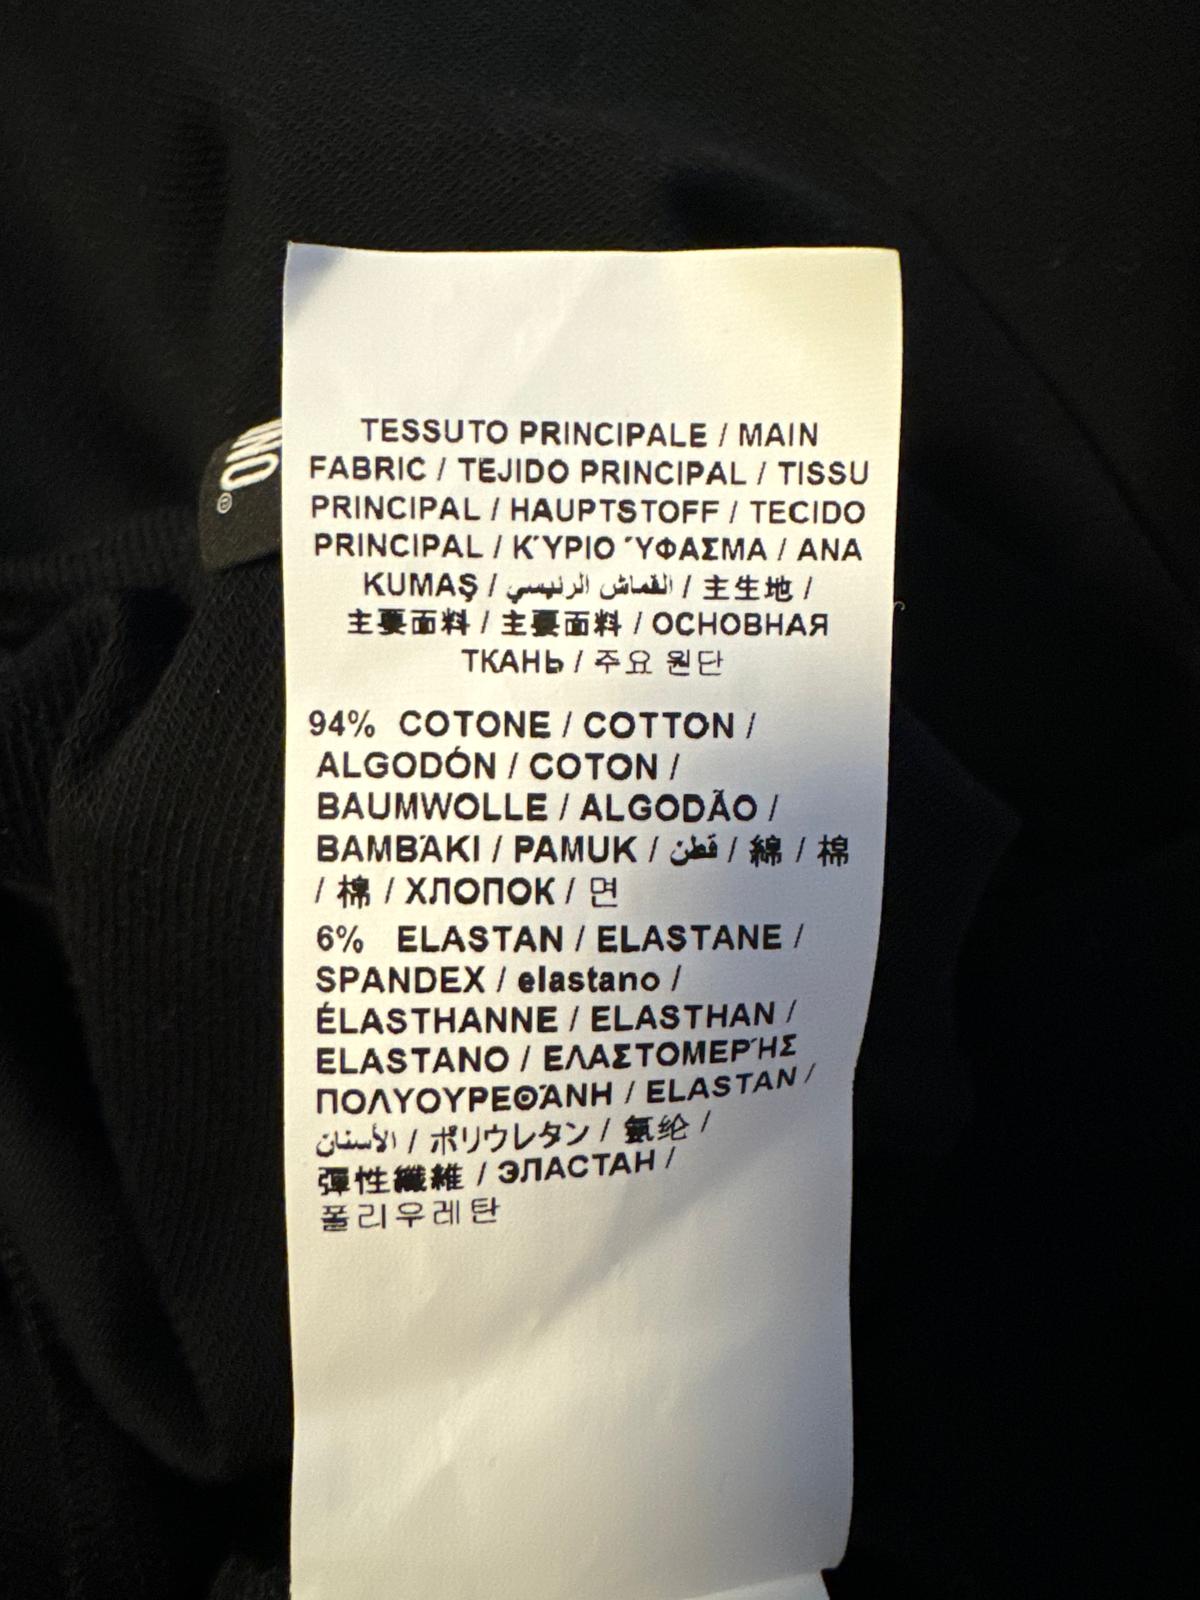 TESSUTO PRINCIPALE / MAIN
FABRIC / TEJIDO PRINCIPAL / TISSU
PRINCIPAL / HAUPTSTOFF / TECIDO
PRINCIPAL / ΚΎΡΙΟ ΎΦΑΣΜΑ / ANA
KUMAŞ / القماش الرئيسي / 主生地 /
主要面料 / 主要面料 / ОСНОВНАЯ
ТКАНЬ / 주요 원단
94% COTONE / COTTON /
ALGODÓN / COTON /
BAUMWOLLE / ALGODÃO /
ΒΑΜΒΆΚΙ / PAMUK / قطن / 綿 / 棉
/ 棉 / ХЛОПОК / 면
6% ELASTAN / ELASTANE /
SPANDEX / elastano /
ÉLASTHANNE / ELASTHAN /
ELASTANO / ΕΛΑΣΤΟΜΕΡΉΣ
ΠΟΛΥΟΥΡΕΘΆΝΗ / ELASTAN /
الأستان / ポリウレタン / 氨纶 /
彈性纖維 / ЭЛАСТАН /
폴리우레탄